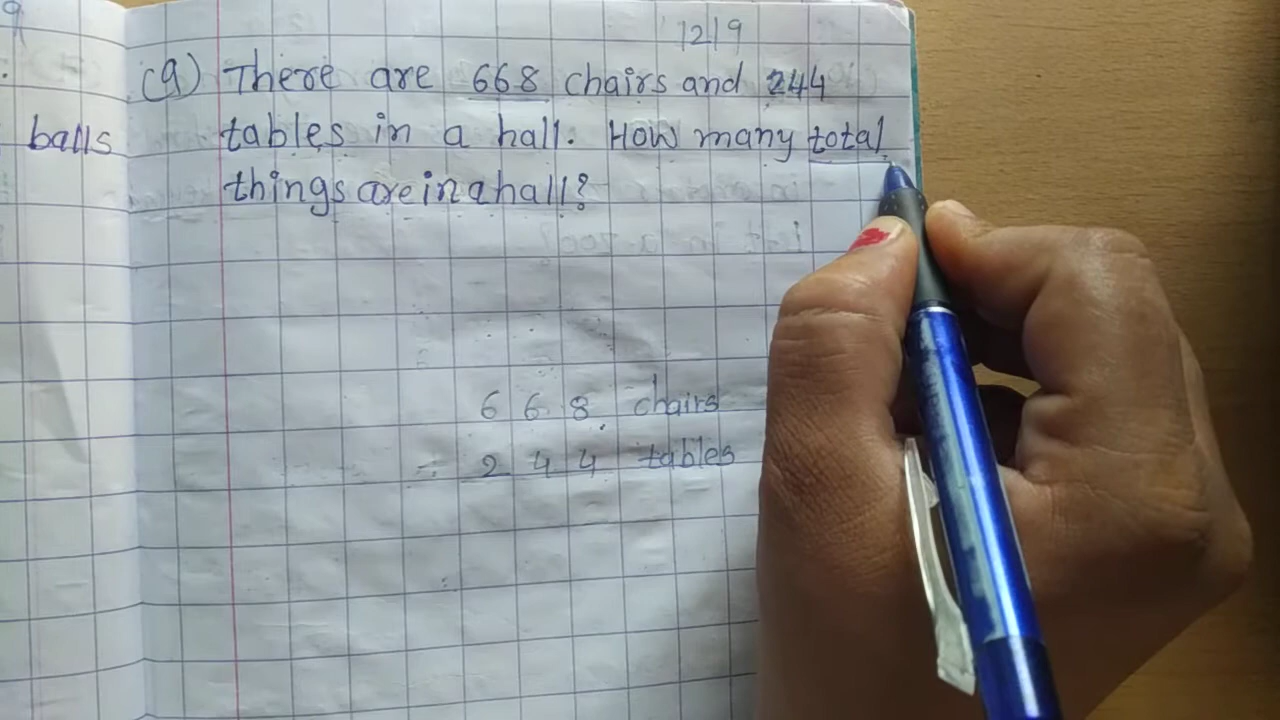 9
12/9
(9) There are 668 chairs and 244
balls tables in a hall. How many total
things are in a hall?
6 6 8 chairs
2 4 4 tables